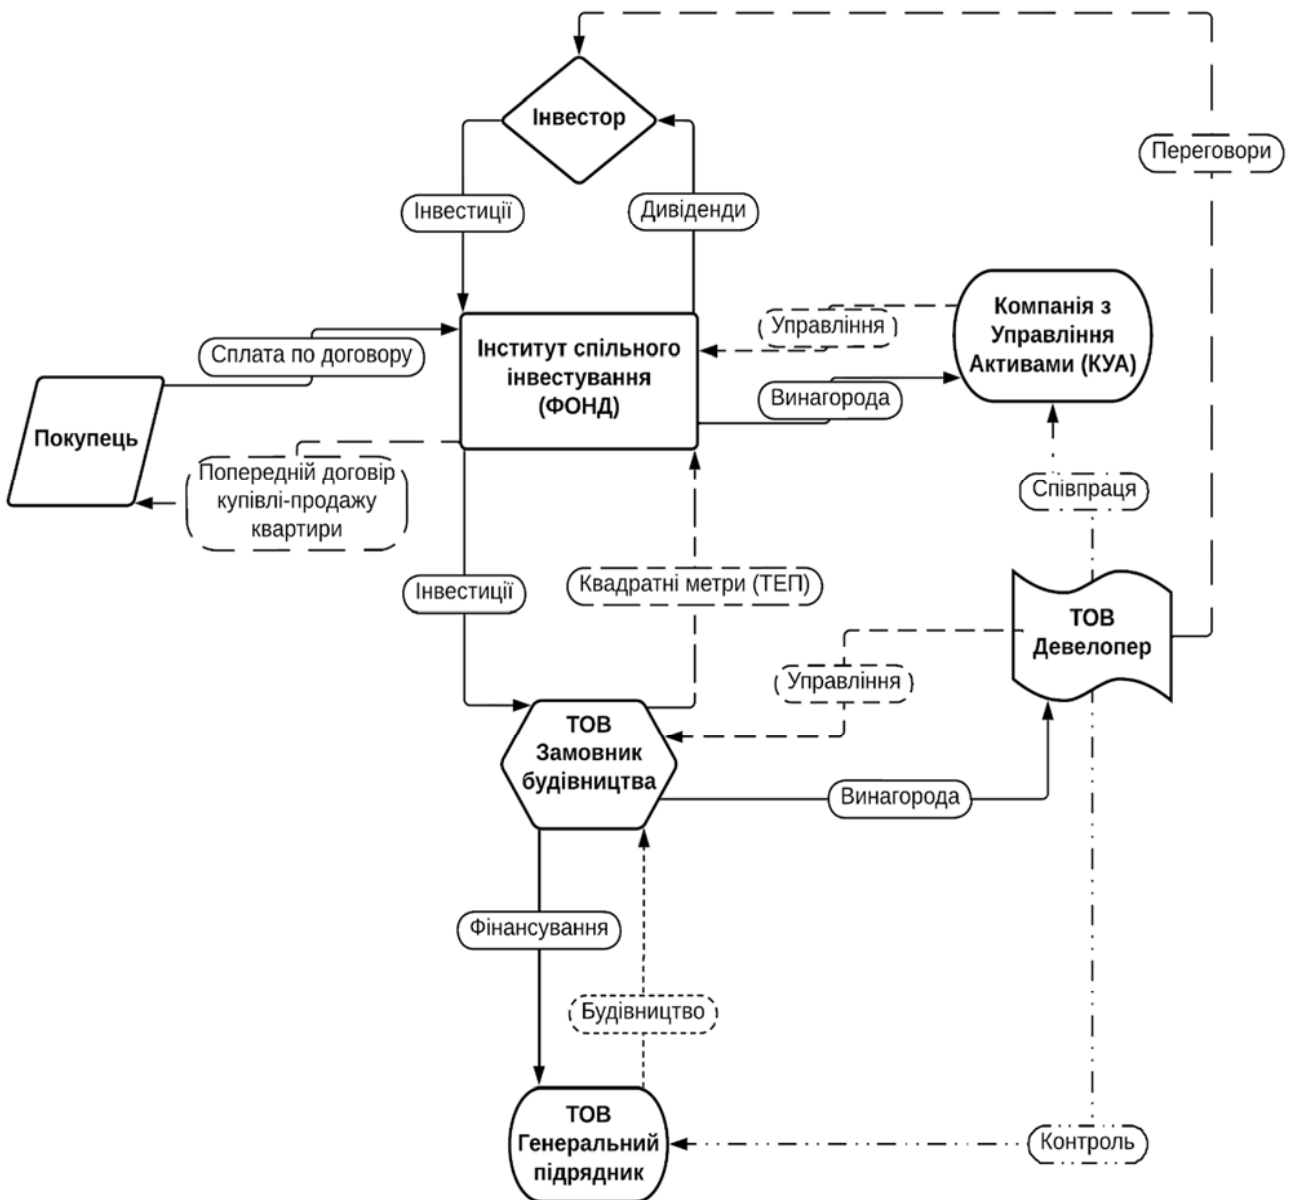 Інвестор
Переговори
Інвестиції
Дивіденди
Компанія з
Управління
Активами (КУА)
Управління
Сплата по договору
Інститут спільного
інвестування
(ФОНД)
Винагорода
Покупець
Попередній договір
купівлі-продажу
квартири
Співпраця
Інвестиції
Квадратні метри (ТЕП)
ТОВ
Девелопер
Управління
ТОВ
Замовник
будівництва
Винагорода
Фінансування
Будівництво
ТОВ
Генеральний
підрядник
Контроль